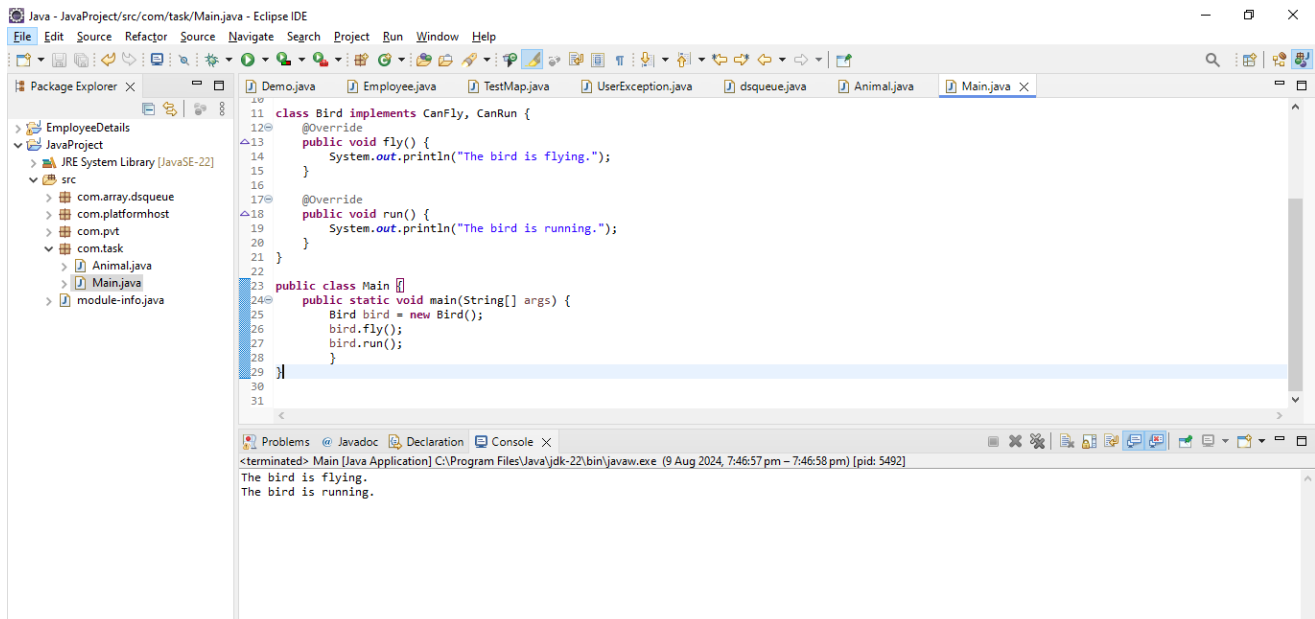 Java - JavaProject/src/com/task/Main.java - Eclipse IDE
File Edit Source Refactor Source Navigate Search Project Run Window Help
Package Explorer
EmployeeDetails
JavaProject
JRE System Library [JavaSE-22]
src
com.array.dsqueue
com.platformhost
com.pvt
com.task
Animal.java
Main.java
module-info.java
Demo.java Employee.java TestMap.java UserException.java dsqueue.java Animal.java Main.java
10
11 class Bird implements CanFly, CanRun {
12 @Override
13 public void fly() {
14 System.out.println("The bird is flying.");
15 }
16
17 @Override
18 public void run() {
19 System.out.println("The bird is running.");
20 }
21 }
22
23 public class Main {
24 public static void main(String[] args) {
25 Bird bird = new Bird();
26 bird.fly();
27 bird.run();
28 }
29 }
30
31
Problems Javadoc Declaration Console
<terminated> Main [Java Application] C:\Program Files\Java\jdk-22\bin\javaw.exe (9 Aug 2024, 7:46:57 pm – 7:46:58 pm) [pid: 5492]
The bird is flying.
The bird is running.